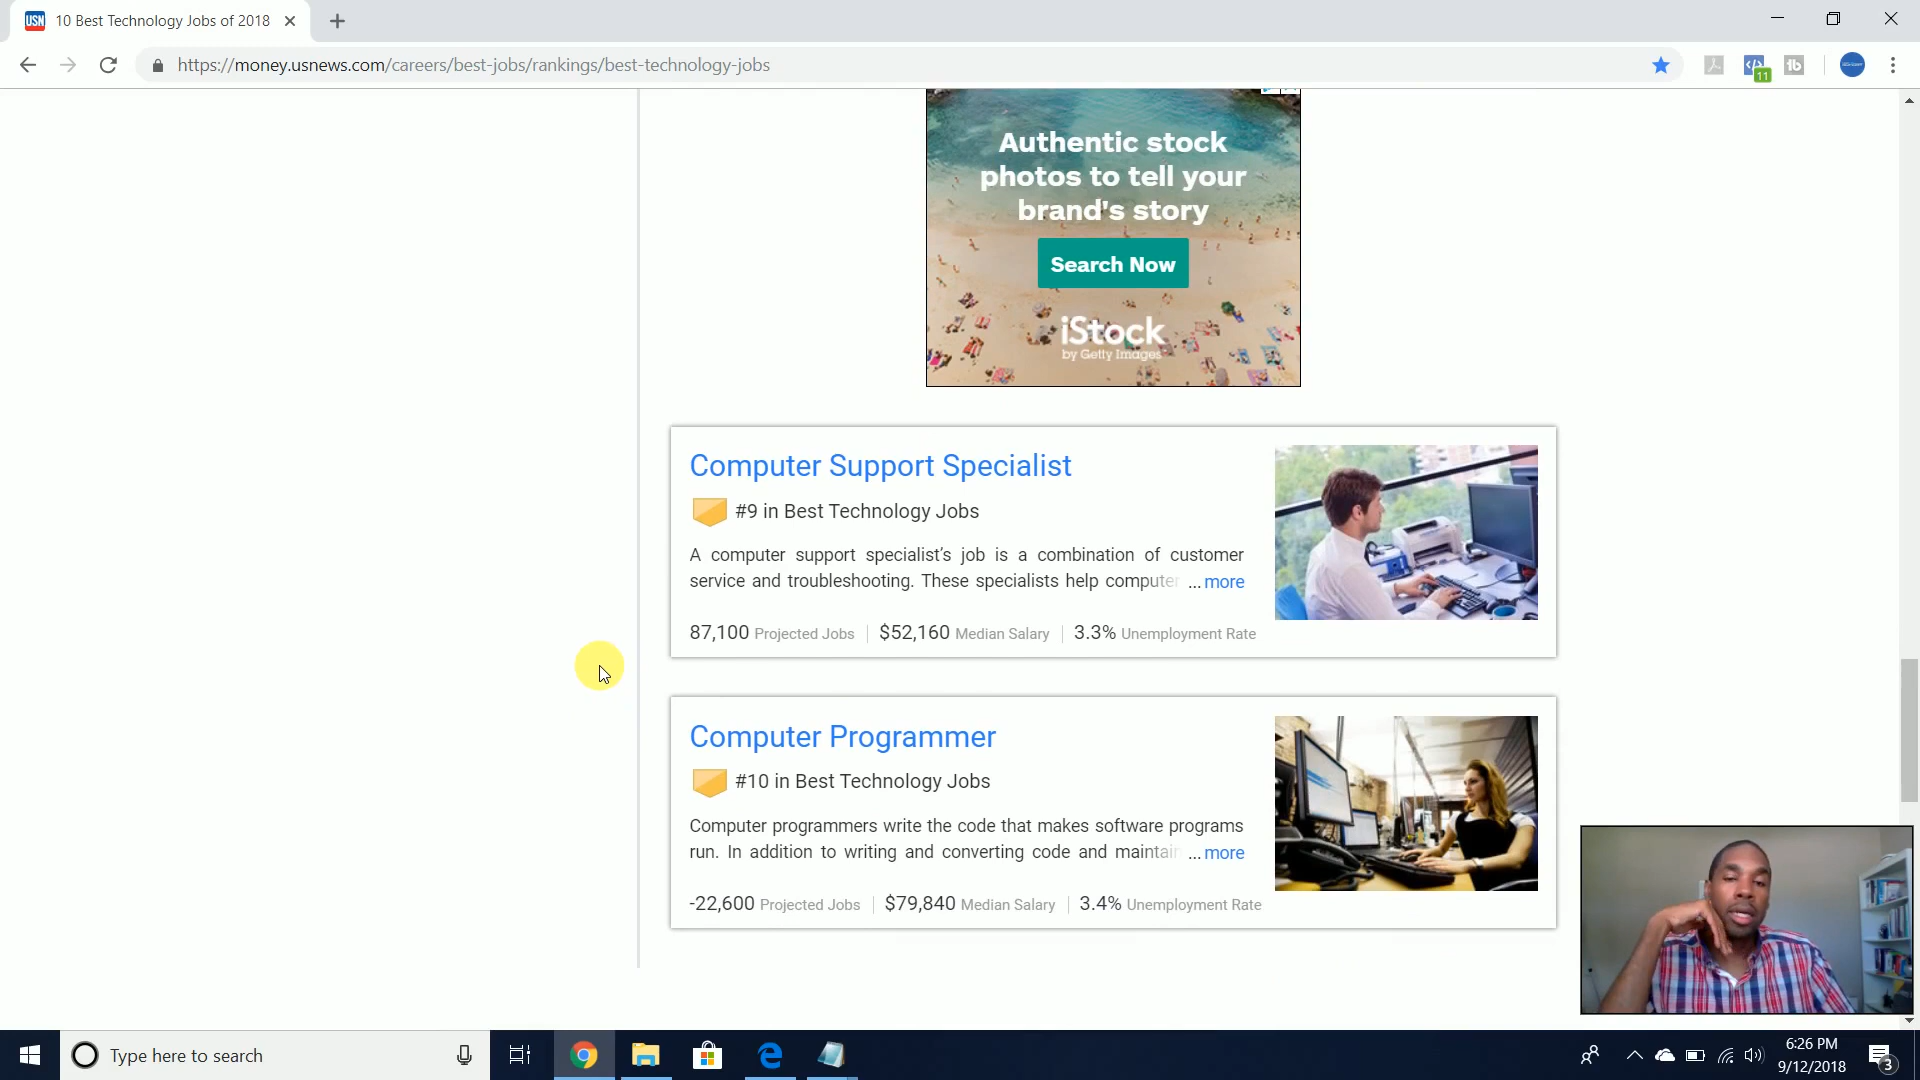 USN
10 Best Technology Jobs of 2018
https://money.usnews.com/careers/best-jobs/rankings/best-technology-jobs
11
Authentic stock
photos to tell your
brand's story
Search Now
iStock
by Getty Images
Computer Support Specialist
#9 in Best Technology Jobs
A computer support specialist's job is a combination of customer
service and troubleshooting. These specialists help computer ... more
87,100 Projected Jobs | $52,160 Median Salary | 3.3% Unemployment Rate
Computer Programmer
#10 in Best Technology Jobs
Computer programmers write the code that makes software programs
run. In addition to writing and converting code and maintain ... more
-22,600 Projected Jobs | $79,840 Median Salary | 3.4% Unemployment Rate
Type here to search
6:26 PM
9/12/2018
3